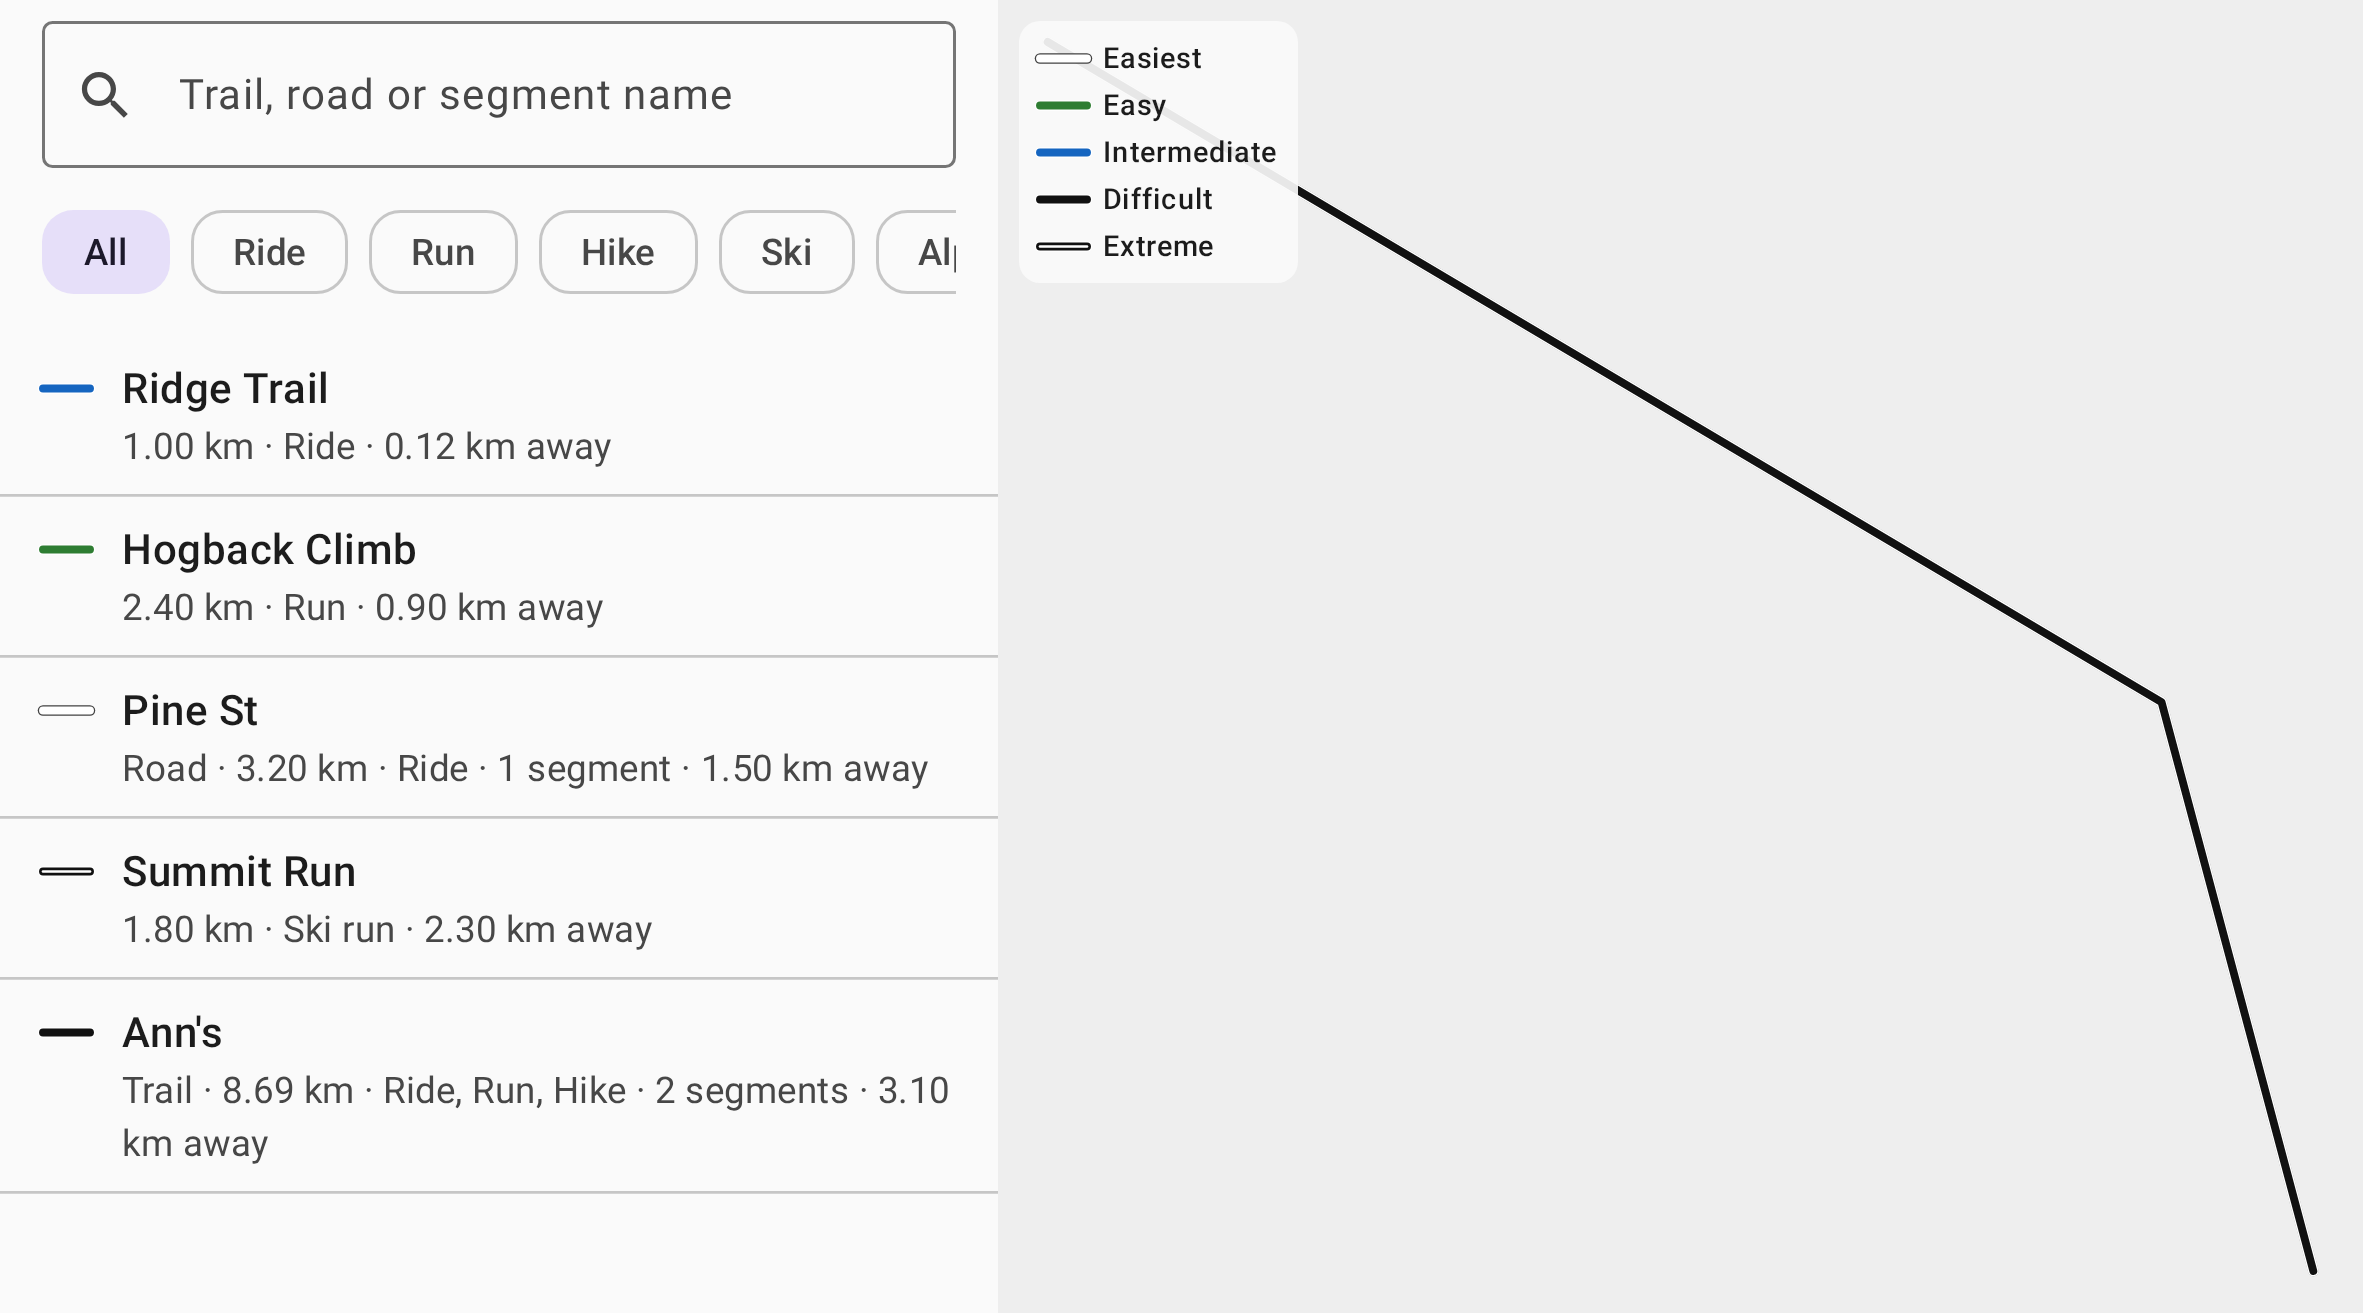 Trail, road or segment name
All
Ride
Run
Hike
Ski
Ridge Trail
1.00 km · Ride · 0.12 km away
Hogback Climb
2.40 km · Run · 0.90 km away
Pine St
Road · 3.20 km · Ride · 1 segment · 1.50 km away
Summit Run
1.80 km · Ski run · 2.30 km away
Ann's
Trail · 8.69 km · Ride, Run, Hike · 2 segments · 3.10
km away
Easiest
Easy
Intermediate
Difficult
Extreme